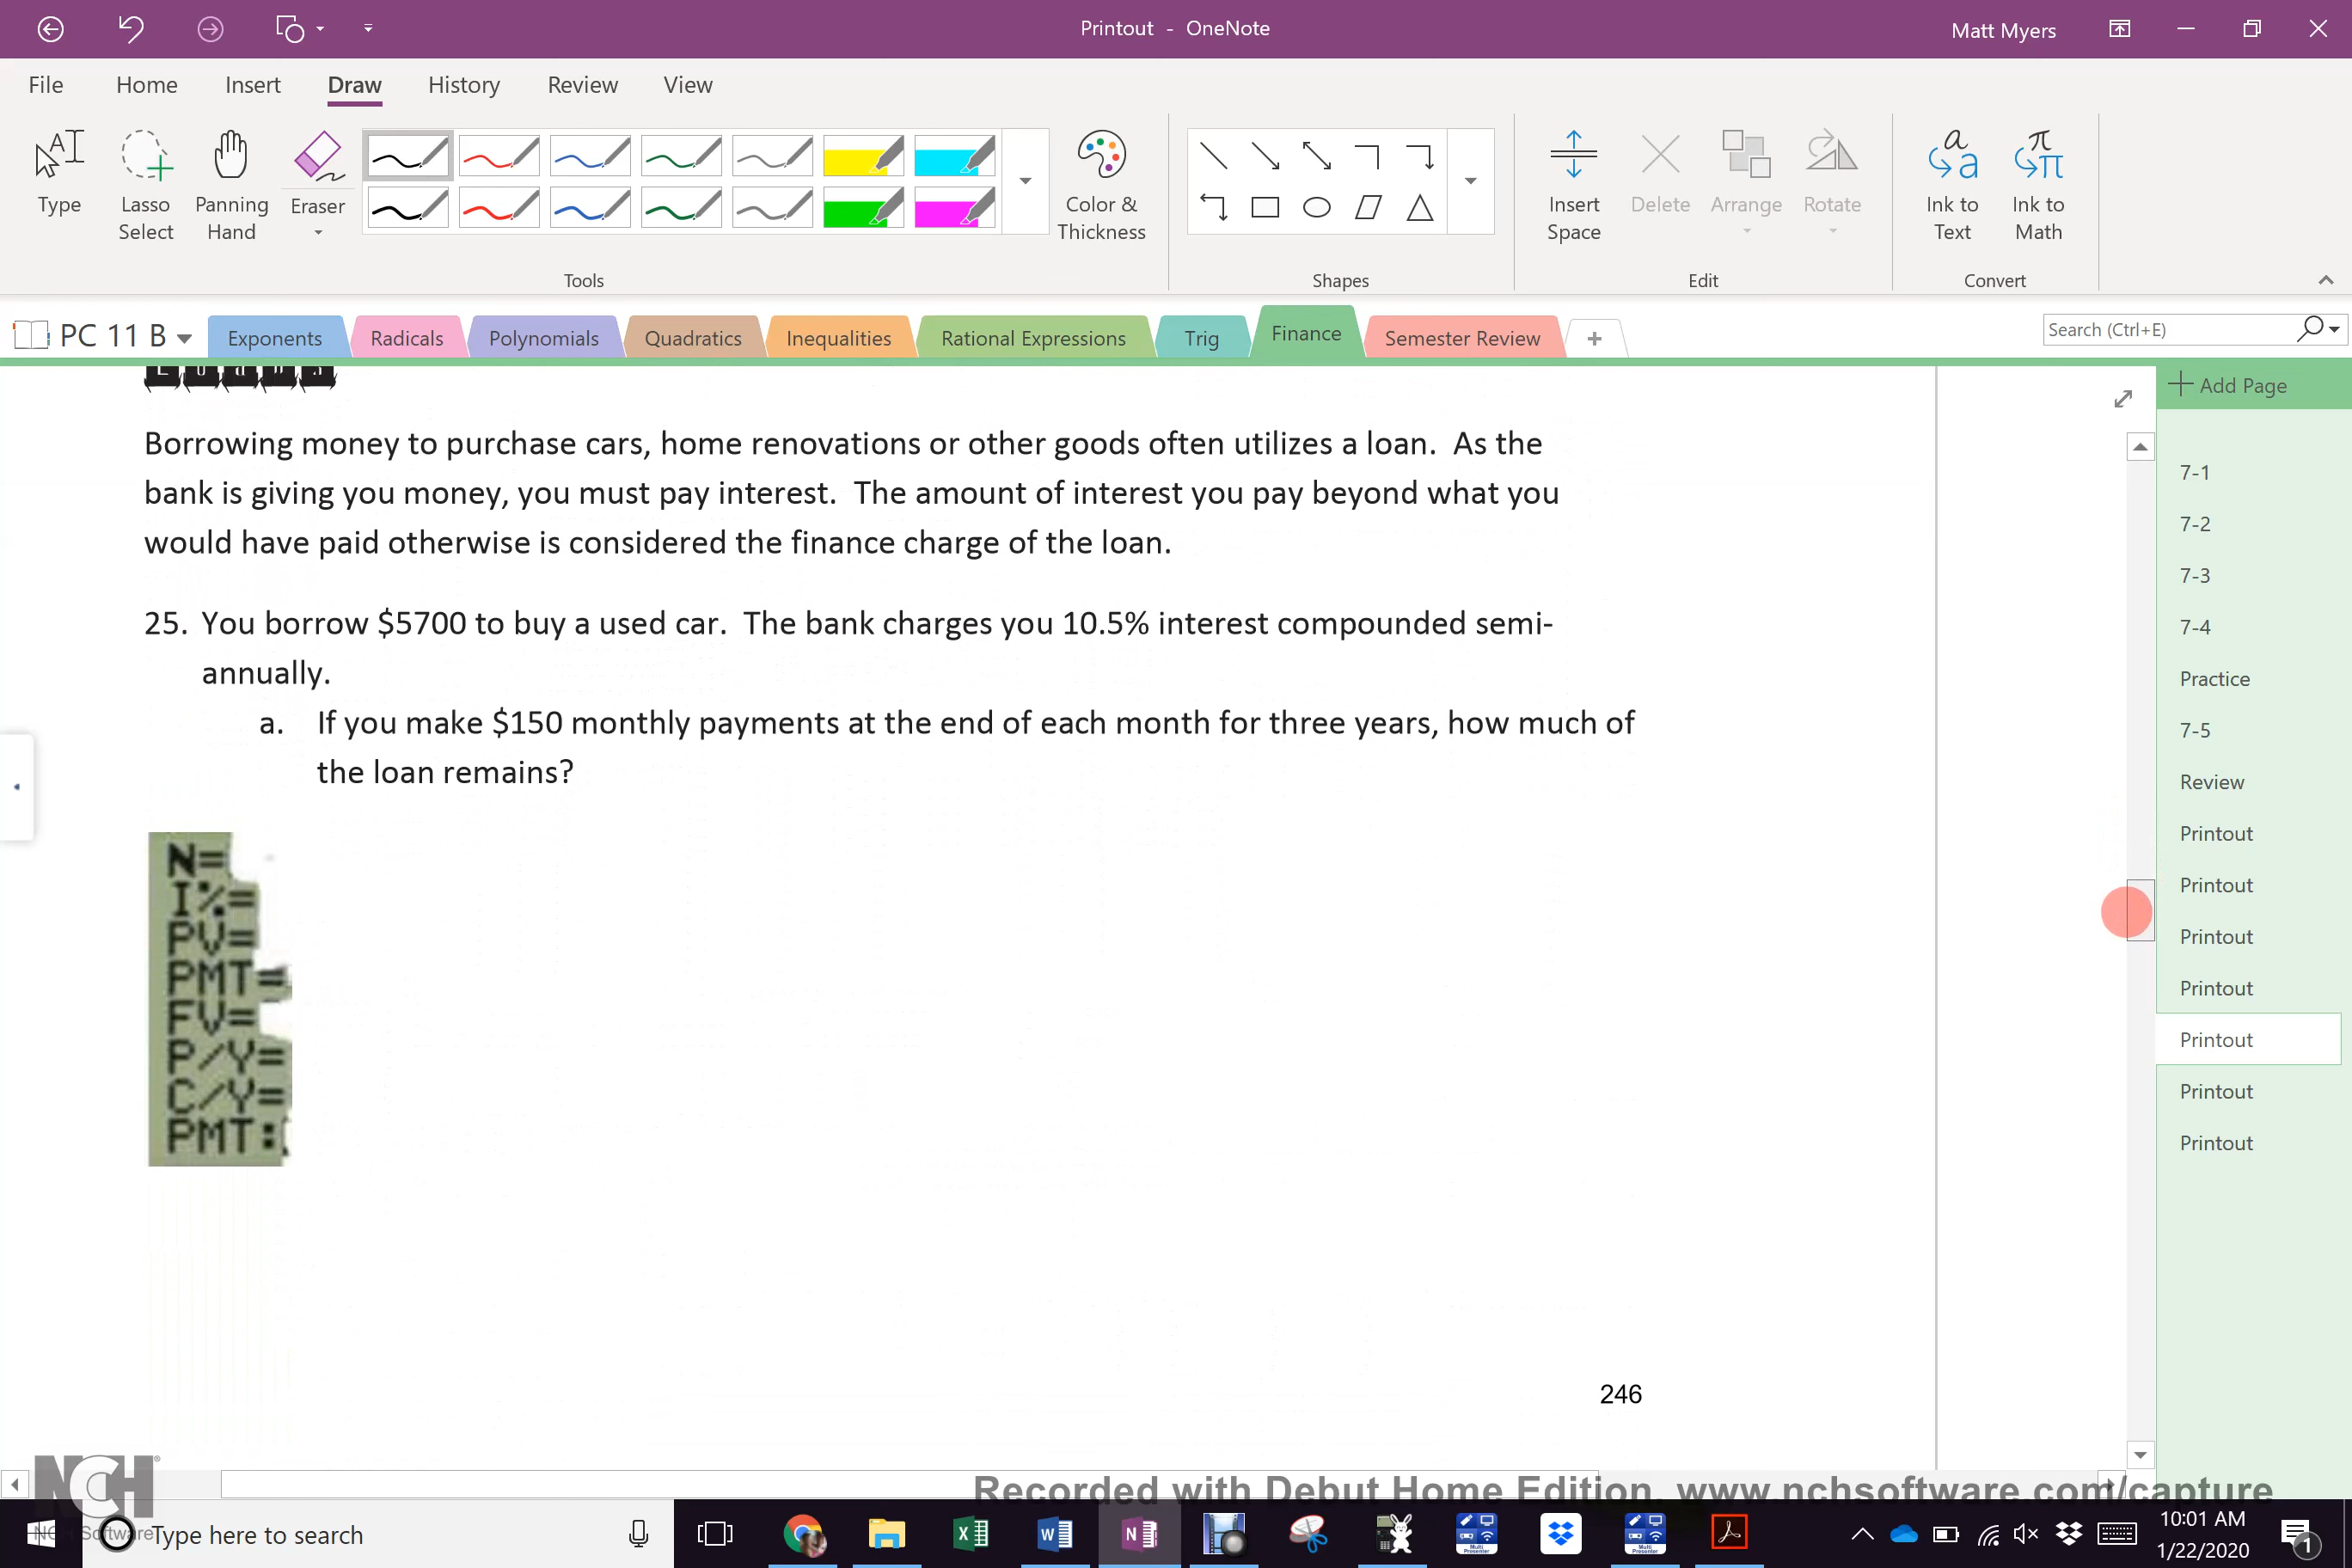 Printout - OneNote
Matt Myers
File Home Insert Draw History Review View
Type
Lasso Select
Panning Hand
Eraser
Color & Thickness
Insert Space
Delete
Arrange
Rotate
Ink to Text
Ink to Math
Tools
Shapes
Edit
Convert
PC 11 B
Exponents Radicals Polynomials Quadratics Inequalities Rational Expressions Trig Finance Semester Review
Search (Ctrl+E)
Add Page
Borrowing money to purchase cars, home renovations or other goods often utilizes a loan. As the
bank is giving you money, you must pay interest. The amount of interest you pay beyond what you
would have paid otherwise is considered the finance charge of the loan.
25. You borrow $5700 to buy a used car. The bank charges you 10.5% interest compounded semi-
annually.
a. If you make $150 monthly payments at the end of each month for three years, how much of
the loan remains?
N=
I%=
PV=
PMT=
FV=
P/Y=
C/Y=
PMT:
246
7-1
7-2
7-3
7-4
Practice
7-5
Review
Printout
Printout
Printout
Printout
Printout
Printout
Printout
NCH
NCH Software
Recorded with Debut Home Edition. www.nchsoftware.com/capture
Type here to search
10:01 AM
1/22/2020
1